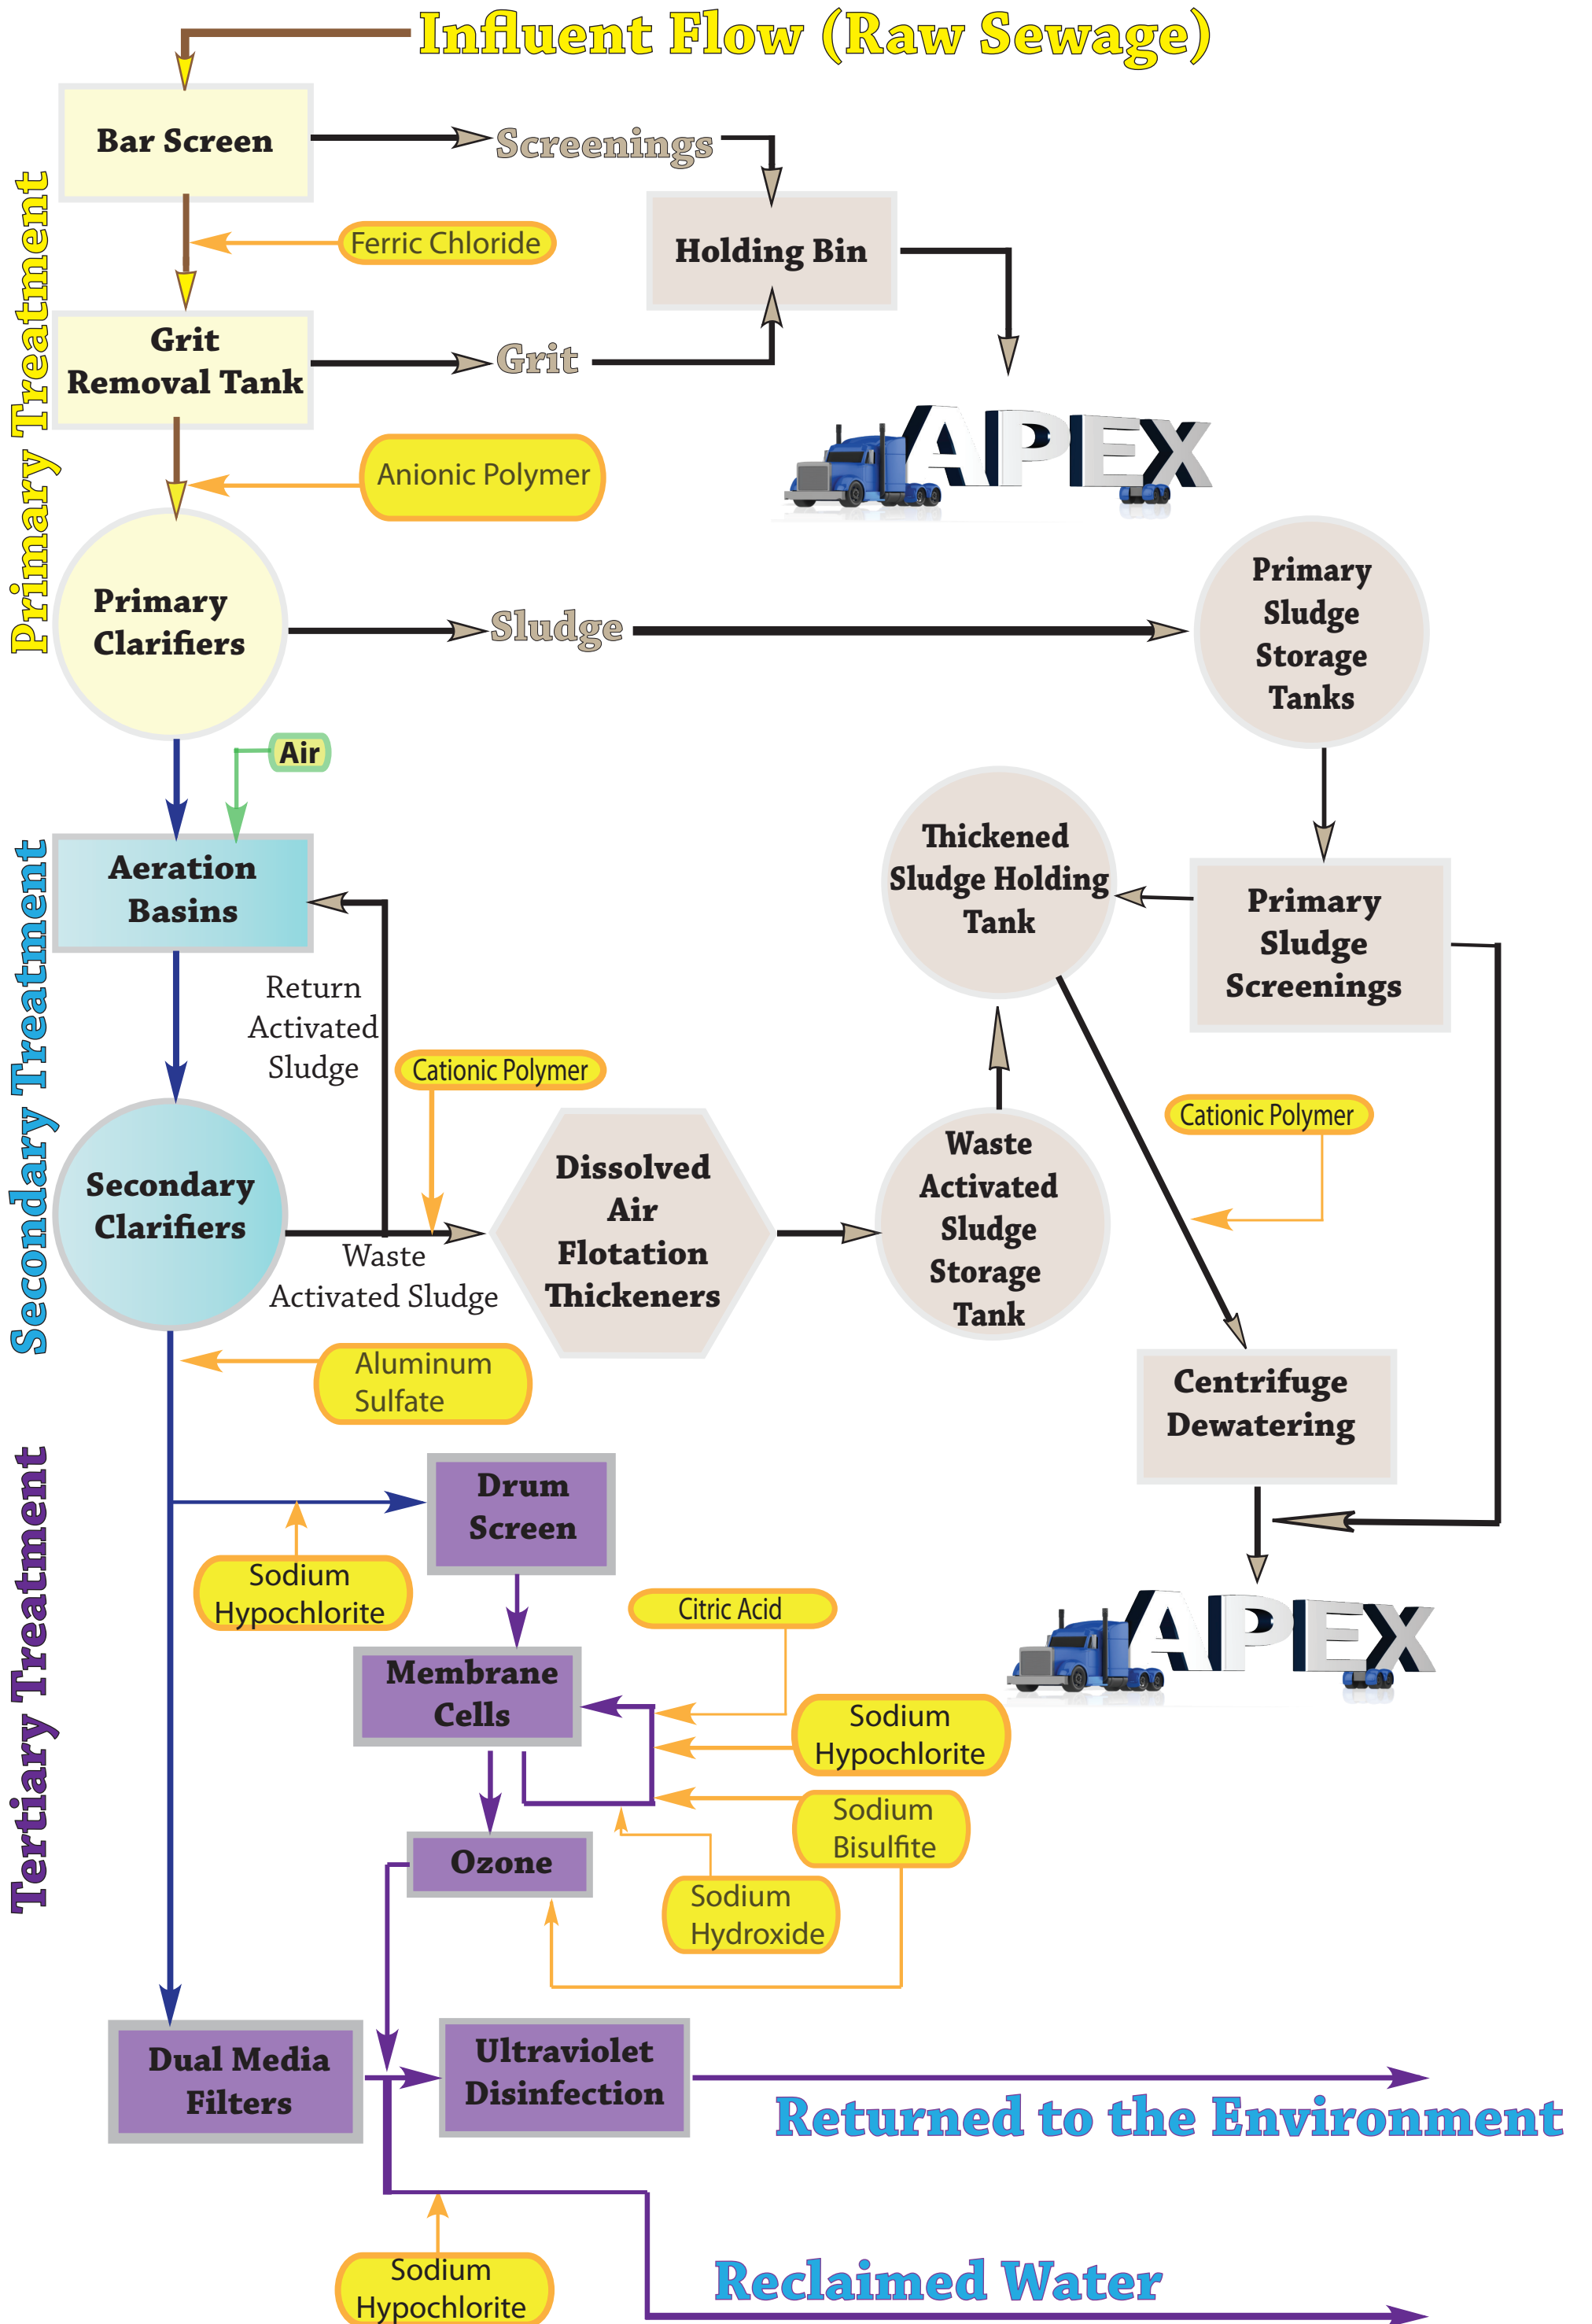 Influent Flow (Raw Sewage)
Primary Treatment
Bar Screen
Screenings
Ferric Chloride
Holding Bin
Grit
Removal Tank
Grit
APEX
Anionic Polymer
Primary
Clarifiers
Sludge
Primary
Sludge
Storage
Tanks
Air
Secondary Treatment
Aeration
Basins
Thickened
Sludge Holding
Tank
Primary
Sludge
Screenings
Return
Activated
Sludge
Cationic Polymer
Cationic Polymer
Secondary
Clarifiers
Waste
Activated Sludge
Dissolved
Air
Flotation
Thickeners
Waste
Activated
Sludge
Storage
Tank
Aluminum
Sulfate
Centrifuge
Dewatering
Tertiary Treatment
Drum
Screen
Sodium
Hypochlorite
APEX
Citric Acid
Membrane
Cells
Sodium
Hypochlorite
Sodium
Bisulfite
Ozone
Sodium
Hydroxide
Dual Media
Filters
Ultraviolet
Disinfection
Returned to the Environment
Sodium
Hypochlorite
Reclaimed Water